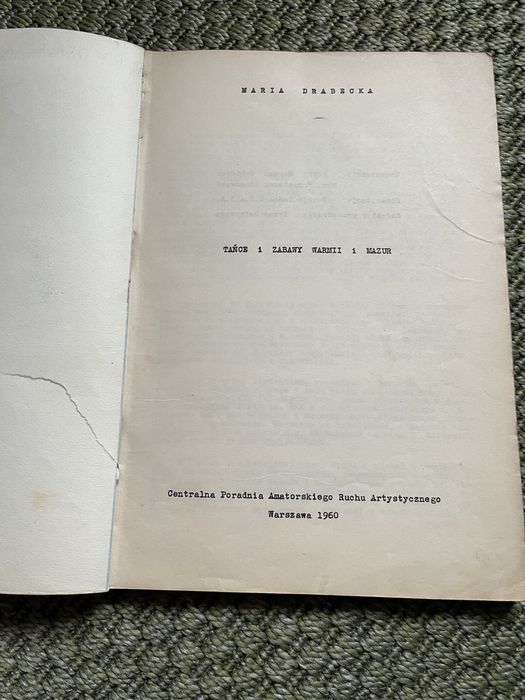 MARIA DRABECKA
TAŃCE i ZABAWY WARMII i MAZUR
Centralna Poradnia Amatorskiego Ruchu Artystycznego
Warszawa 1960